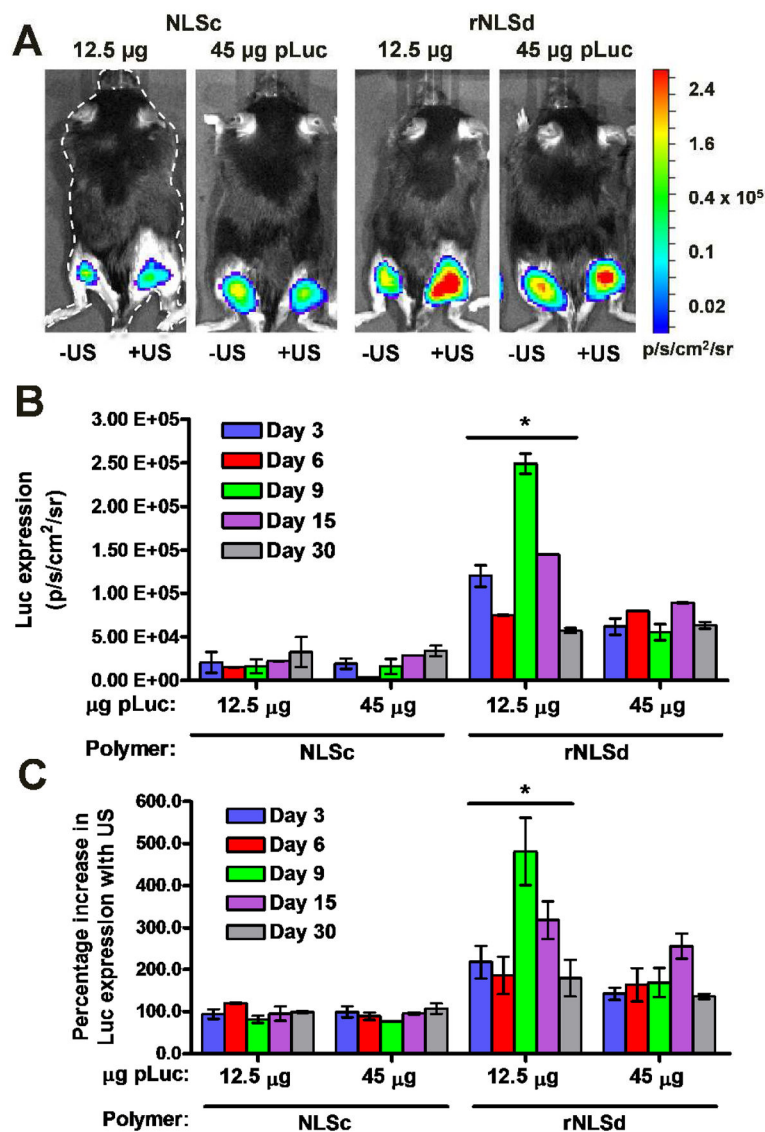 A
NLSc
rNLSd
12.5 µg
45 µg pLuc
12.5 µg
45 µg pLuc
2.4
1.6
0.4 x 10⁵
0.1
0.02
p/s/cm²/sr
-US
+US
-US
+US
-US
+US
-US
+US
B
Luc expression
(p/s/cm²/sr)
3.00 E+05
2.50 E+05
2.00 E+05
1.50 E+05
1.00 E+05
5.00 E+04
0.00 E+00
Day 3
Day 6
Day 9
Day 15
Day 30
*
µg pLuc:
12.5 µg
45 µg
12.5 µg
45 µg
Polymer:
NLSc
rNLSd
C
Percentage increase in
Luc expression with US
600.0
500.0
400.0
300.0
200.0
100.0
0.0
Day 3
Day 6
Day 9
Day 15
Day 30
*
µg pLuc:
12.5 µg
45 µg
12.5 µg
45 µg
Polymer:
NLSc
rNLSd